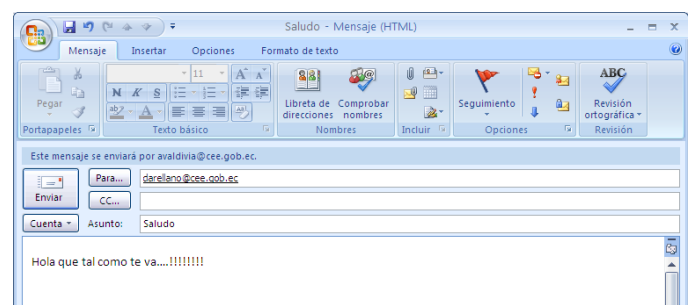 Saludo - Mensaje (HTML)
Mensaje Insertar Opciones Formato de texto
Pegar
N K S
11
A A
ab A
Libreta de direcciones
Comprobar nombres
Seguimiento
ABC
Revisión ortográfica
Portapapeles Texto básico Nombres Incluir Opciones Revisión
Este mensaje se enviará por avaldivia@cee.gob.ec.
Enviar
Para... darellano@cee.gob.ec
CC...
Cuenta Asunto: Saludo
Hola que tal como te va....!!!!!!!!